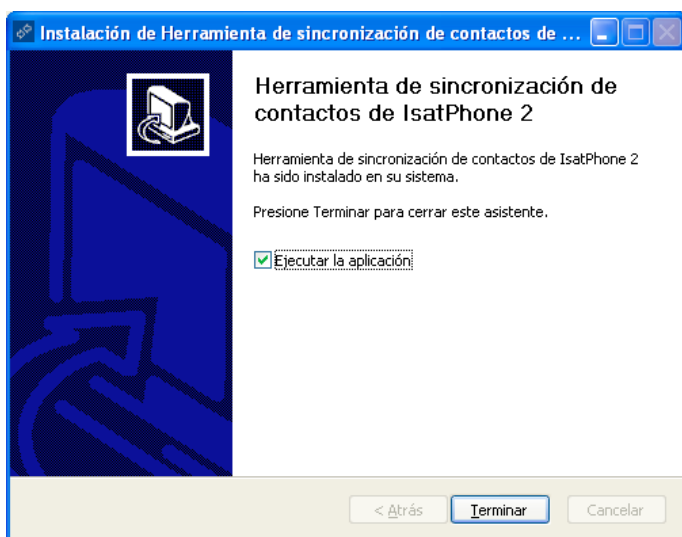 Instalación de Herramienta de sincronización de contactos de ...
Herramienta de sincronización de
contactos de IsatPhone 2
Herramienta de sincronización de contactos de IsatPhone 2
ha sido instalado en su sistema.
Presione Terminar para cerrar este asistente.
Ejecutar la aplicación
< Atrás
Terminar
Cancelar